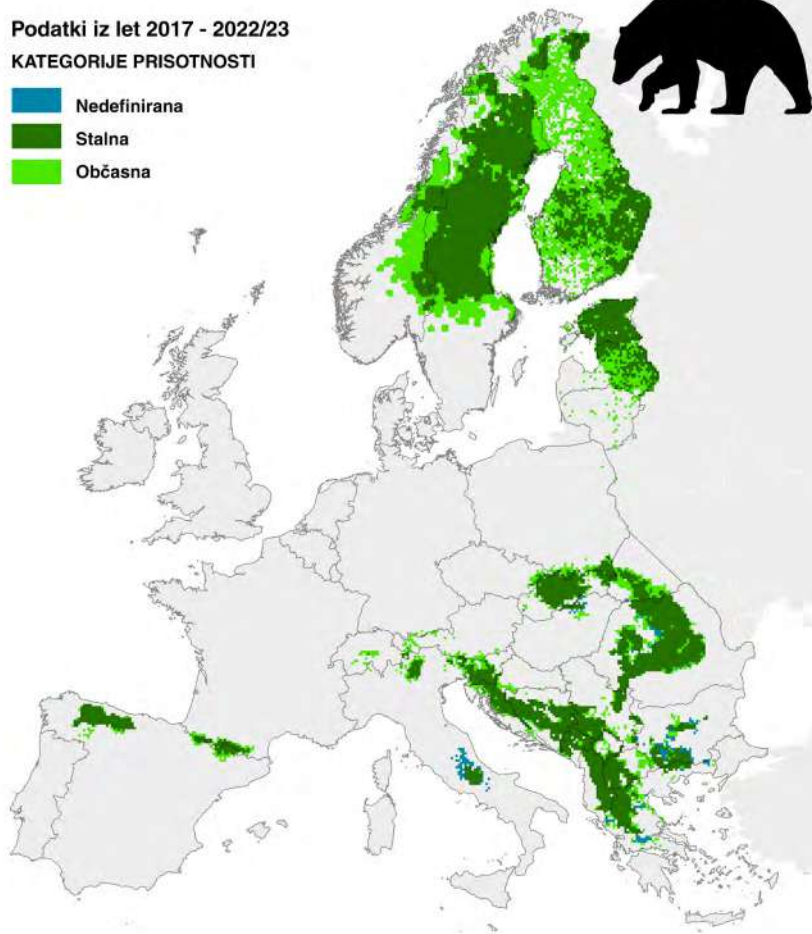 Podatki iz let 2017 - 2022/23
KATEGORIJE PRISOTNOSTI
Nedefinirana
Stalna
Občasna